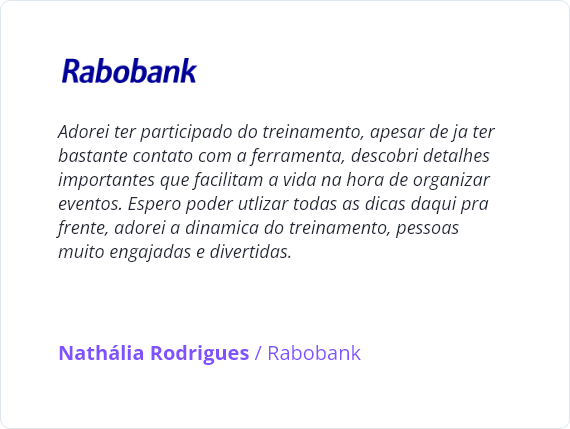 Rabobank
Adorei ter participado do treinamento, apesar de ja ter
bastante contato com a ferramenta, descobri detalhes
importantes que facilitam a vida na hora de organizar
eventos. Espero poder utlizar todas as dicas daqui pra
frente, adorei a dinamica do treinamento, pessoas
muito engajadas e divertidas.
Nathália Rodrigues / Rabobank